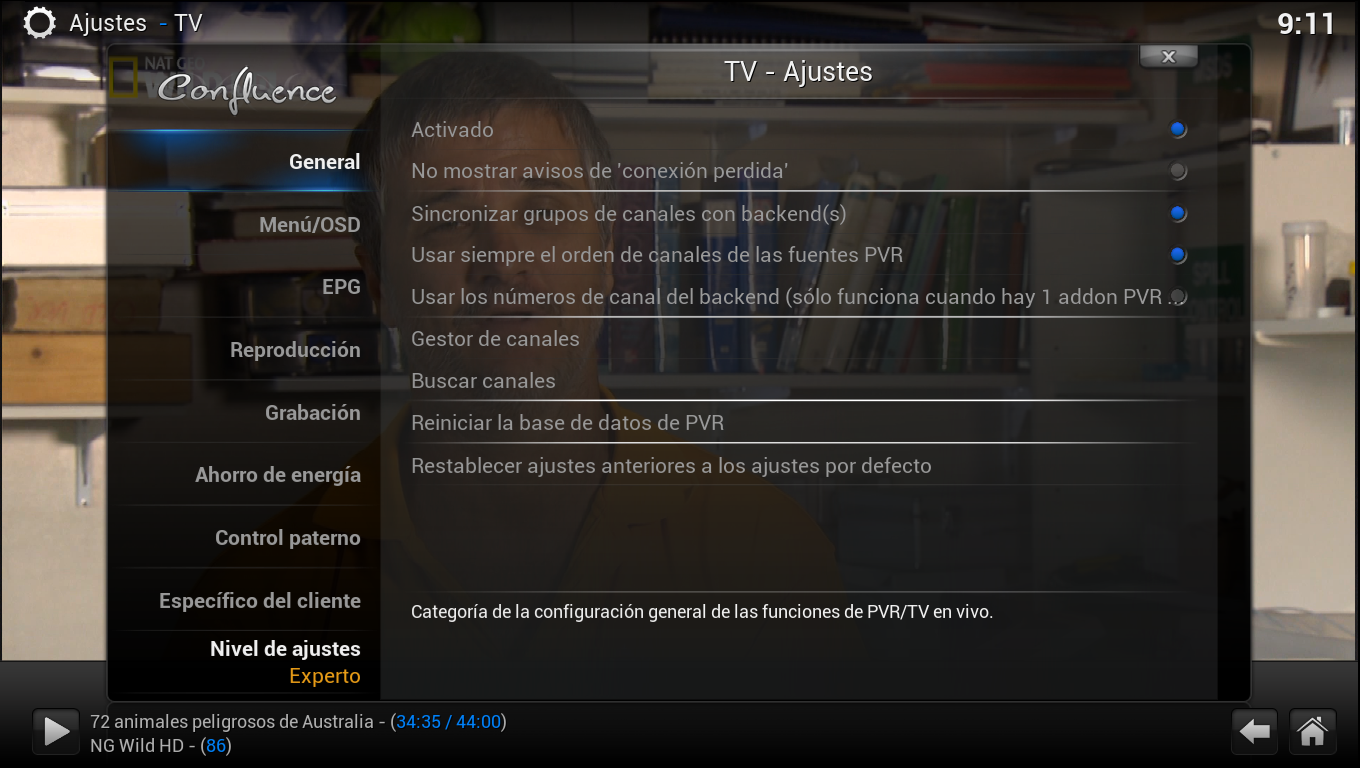 Ajustes - TV
9:11
NAT GEO
Confluence
TV - Ajustes
General
Menú/OSD
EPG
Reproducción
Grabación
Ahorro de energía
Control paterno
Específico del cliente
Nivel de ajustes
Experto
Activado
No mostrar avisos de 'conexión perdida'
Sincronizar grupos de canales con backend(s)
Usar siempre el orden de canales de las fuentes PVR
Usar los números de canal del backend (sólo funciona cuando hay 1 addon PVR ...
Gestor de canales
Buscar canales
Reiniciar la base de datos de PVR
Restablecer ajustes anteriores a los ajustes por defecto
Categoría de la configuración general de las funciones de PVR/TV en vivo.
SPILL
72 animales peligrosos de Australia - (34:35 / 44:00)
NG Wild HD - (86)